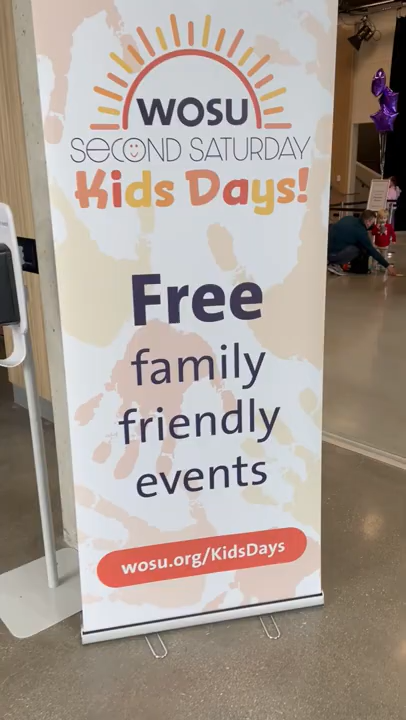 WOSU
SECOND SATURDAY
Kids Days!
Free
family
friendly
events
wosu.org/KidsDays